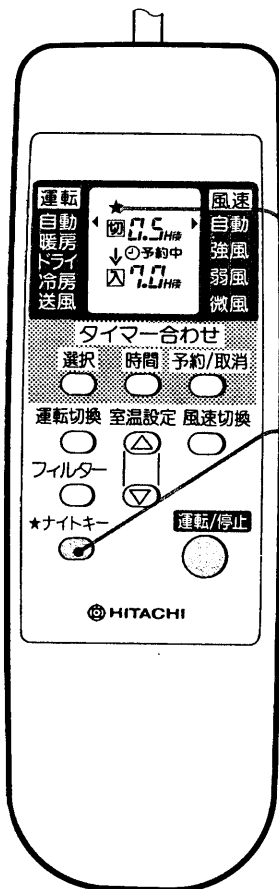 運転
自動
暖房
ドライ
冷房
送風
★
切 0.5H後
↓予約中
入 7.0H後
風速
自動
強風
弱風
微風
タイマー合わせ
選択 時間 予約/取消
運転切換 室温設定 風速切換
△
フィルター
▽
★ナイトキー
運転/停止
HITACHI